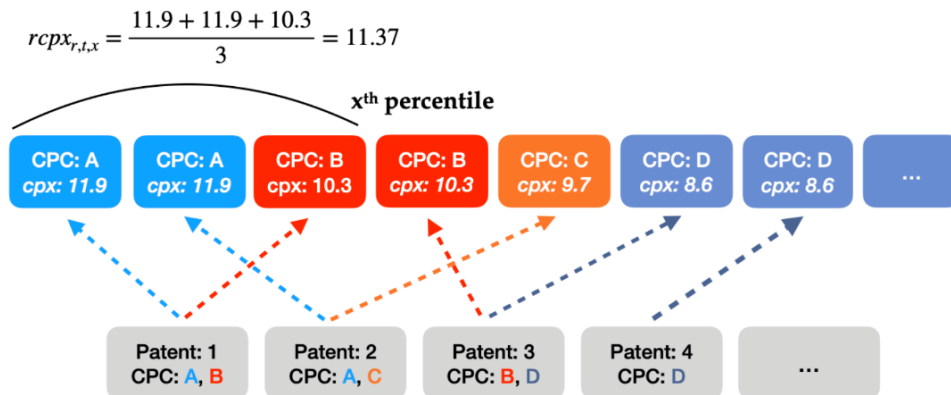 rcpx_{r,t,x} = \frac{11.9 + 11.9 + 10.3}{3} = 11.37
x^{th} percentile
CPC: A
cpx: 11.9
CPC: A
cpx: 11.9
CPC: B
cpx: 10.3
CPC: B
cpx: 10.3
CPC: C
cpx: 9.7
CPC: D
cpx: 8.6
CPC: D
cpx: 8.6
...
Patent: 1
CPC: A, B
Patent: 2
CPC: A, C
Patent: 3
CPC: B, D
Patent: 4
CPC: D
...